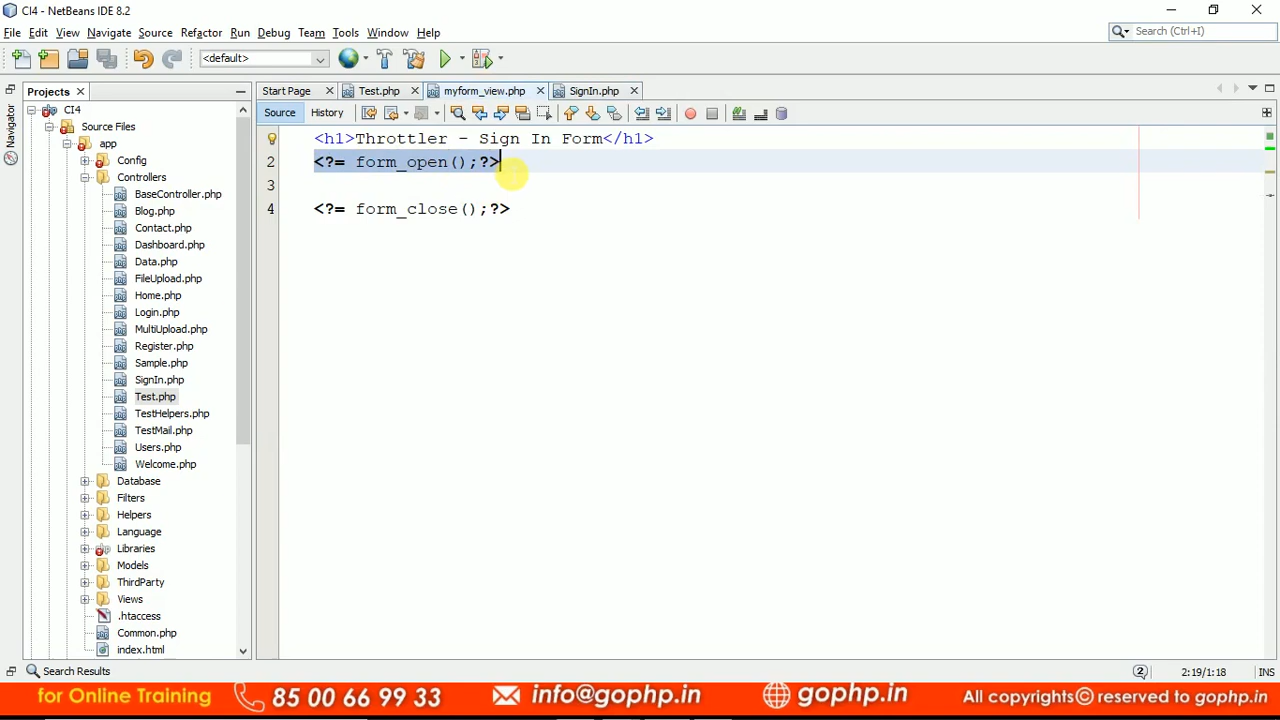 CI4 - NetBeans IDE 8.2
File Edit View Navigate Source Refactor Run Debug Team Tools Window Help
Search (Ctrl+I)
<default>
Projects
Start Page Test.php myform_view.php SignIn.php
Navigator
CI4
Source History
Source Files
app
Config
Controllers
BaseController.php
Blog.php
Contact.php
Dashboard.php
Data.php
FileUpload.php
Home.php
Login.php
MultiUpload.php
Register.php
Sample.php
SignIn.php
Test.php
TestHelpers.php
TestMail.php
Users.php
Welcome.php
Database
Filters
Helpers
Language
Libraries
Models
ThirdParty
Views
.htaccess
Common.php
index.html
<h1>Throttler - Sign In Form</h1>
2 <?= form_open();?>
3
4 <?= form_close();?>
Search Results
2
2:19/1:18 INS
for Online Training 85 00 66 99 33 info@gophp.in gophp.in All copyrights© reserved to gophp.in